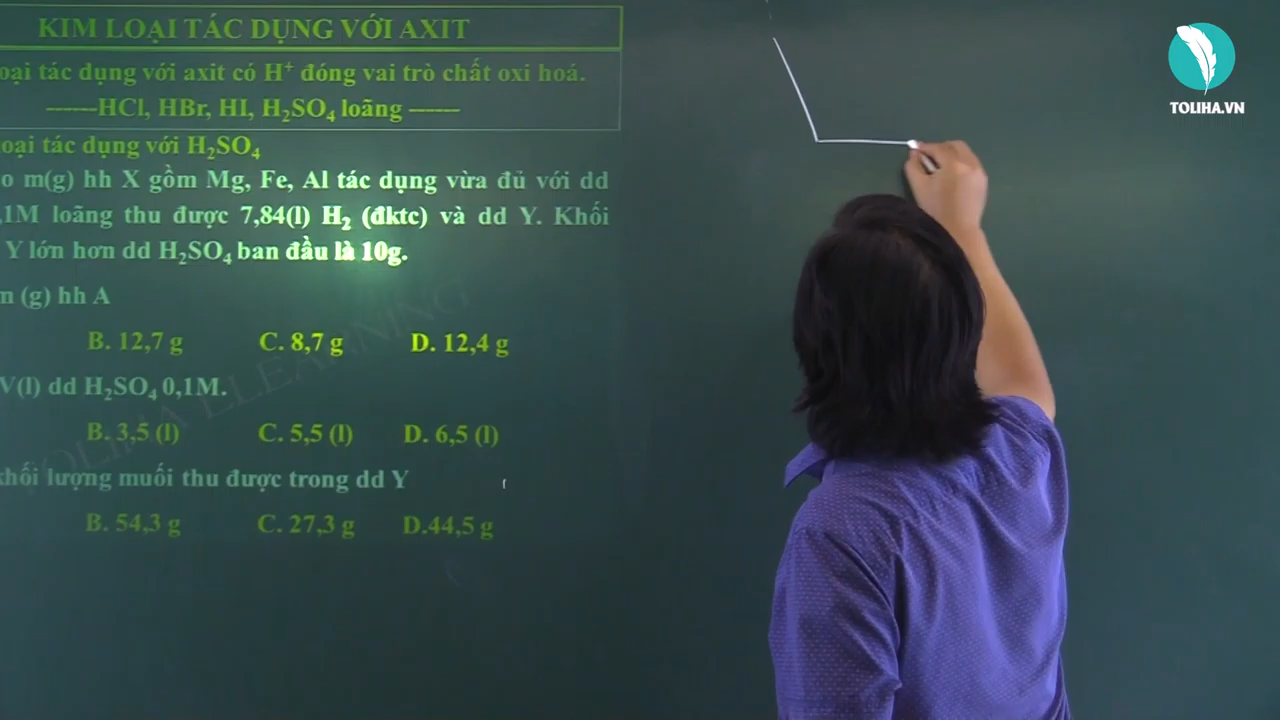 KIM LOẠI TÁC DỤNG VỚI AXIT
oại tác dụng với axit có H⁺ đóng vai trò chất oxi hoá.
------HCl, HBr, HI, H₂SO₄ loãng ------
oại tác dụng với H₂SO₄
o m(g) hh X gồm Mg, Fe, Al tác dụng vừa đủ với dd
,1M loãng thu được 7,84(l) H₂ (đktc) và dd Y. Khối
Y lớn hơn dd H₂SO₄ ban đầu là 10g.
m (g) hh A
B. 12,7 g C. 8,7 g D. 12,4 g
V(l) dd H₂SO₄ 0,1M.
B. 3,5 (l) C. 5,5 (l) D. 6,5 (l)
khối lượng muối thu được trong dd Y
B. 54,3 g C. 27,3 g D.44,5 g
TOLIHA ELEARNING
TOLIHA.VN